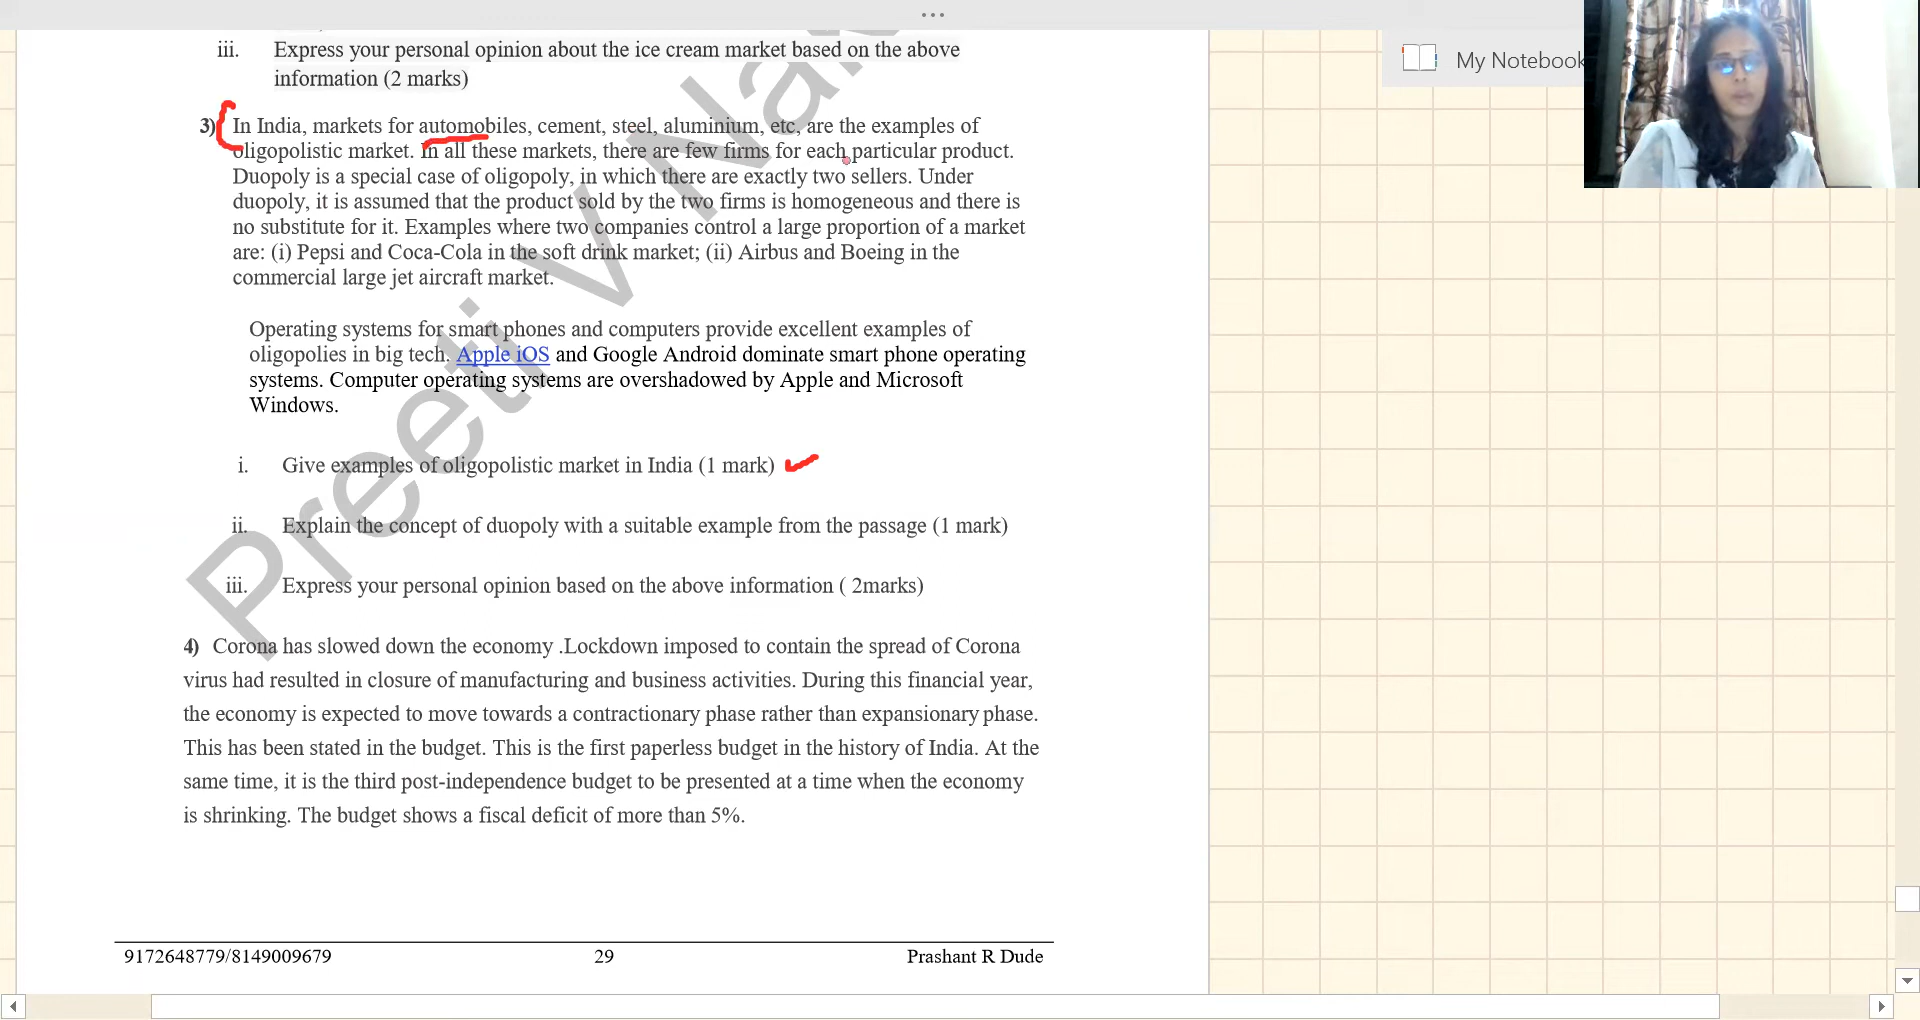 iii. Express your personal opinion about the ice cream market based on the above
information (2 marks)
My Notebook
3) In India, markets for automobiles, cement, steel, aluminium, etc, are the examples of
oligopolistic market. In all these markets, there are few firms for each particular product.
Duopoly is a special case of oligopoly, in which there are exactly two sellers. Under
duopoly, it is assumed that the product sold by the two firms is homogeneous and there is
no substitute for it. Examples where two companies control a large proportion of a market
are: (i) Pepsi and Coca-Cola in the soft drink market; (ii) Airbus and Boeing in the
commercial large jet aircraft market.
Operating systems for smart phones and computers provide excellent examples of
oligopolies in big tech. Apple iOS and Google Android dominate smart phone operating
systems. Computer operating systems are overshadowed by Apple and Microsoft
Windows.
i. Give examples of oligopolistic market in India (1 mark)
ii. Explain the concept of duopoly with a suitable example from the passage (1 mark)
iii. Express your personal opinion based on the above information ( 2marks)
4) Corona has slowed down the economy .Lockdown imposed to contain the spread of Corona
virus had resulted in closure of manufacturing and business activities. During this financial year,
the economy is expected to move towards a contractionary phase rather than expansionary phase.
This has been stated in the budget. This is the first paperless budget in the history of India. At the
same time, it is the third post-independence budget to be presented at a time when the economy
is shrinking. The budget shows a fiscal deficit of more than 5%.
9172648779/8149009679 29 Prashant R Dude
Preeti V